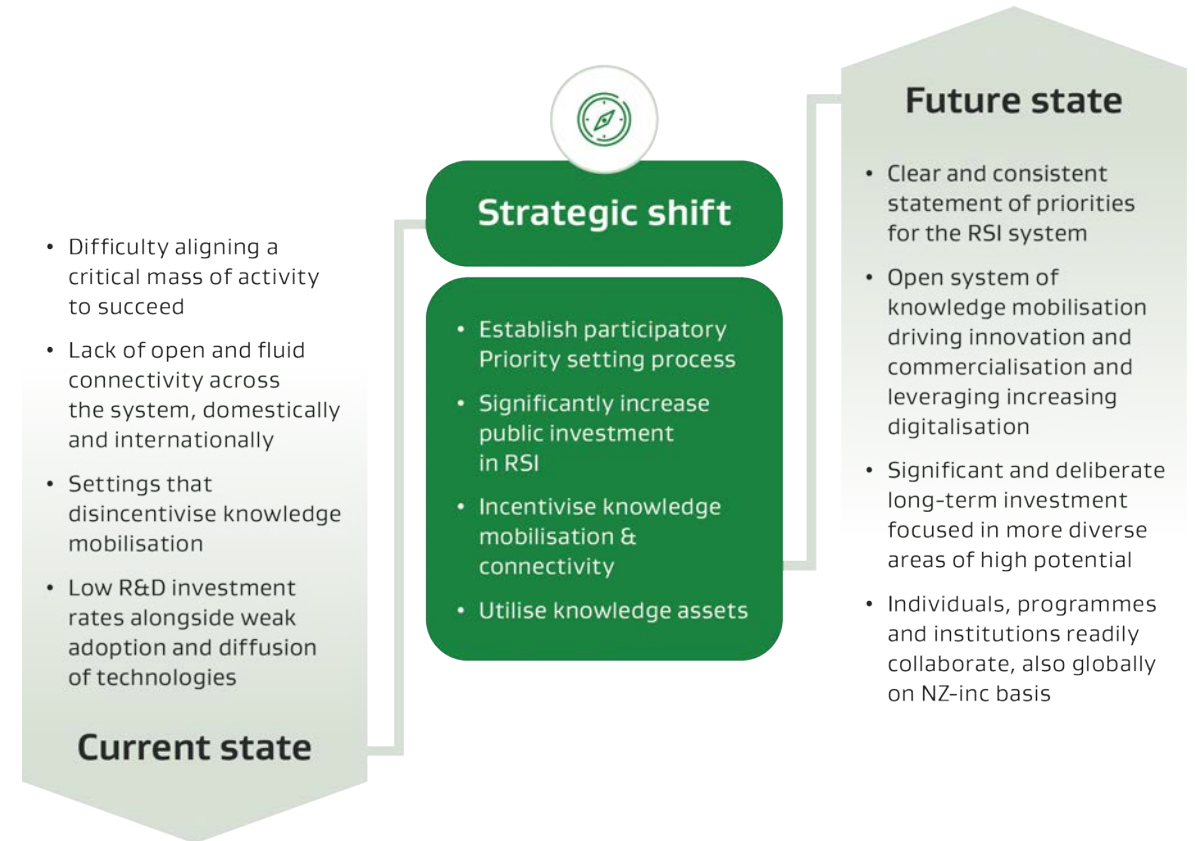 • Difficulty aligning a
critical mass of activity
to succeed
• Lack of open and fluid
connectivity across
the system, domestically
and internationally
• Settings that
disincentivise knowledge
mobilisation
• Low R&D investment
rates alongside weak
adoption and diffusion
of technologies
Current state
Strategic shift
• Establish participatory
Priority setting process
• Significantly increase
public investment
in RSI
• Incentivise knowledge
mobilisation &
connectivity
• Utilise knowledge assets
Future state
• Clear and consistent
statement of priorities
for the RSI system
• Open system of
knowledge mobilisation
driving innovation and
commercialisation and
leveraging increasing
digitalisation
• Significant and deliberate
long-term investment
focused in more diverse
areas of high potential
• Individuals, programmes
and institutions readily
collaborate, also globally
on NZ-inc basis